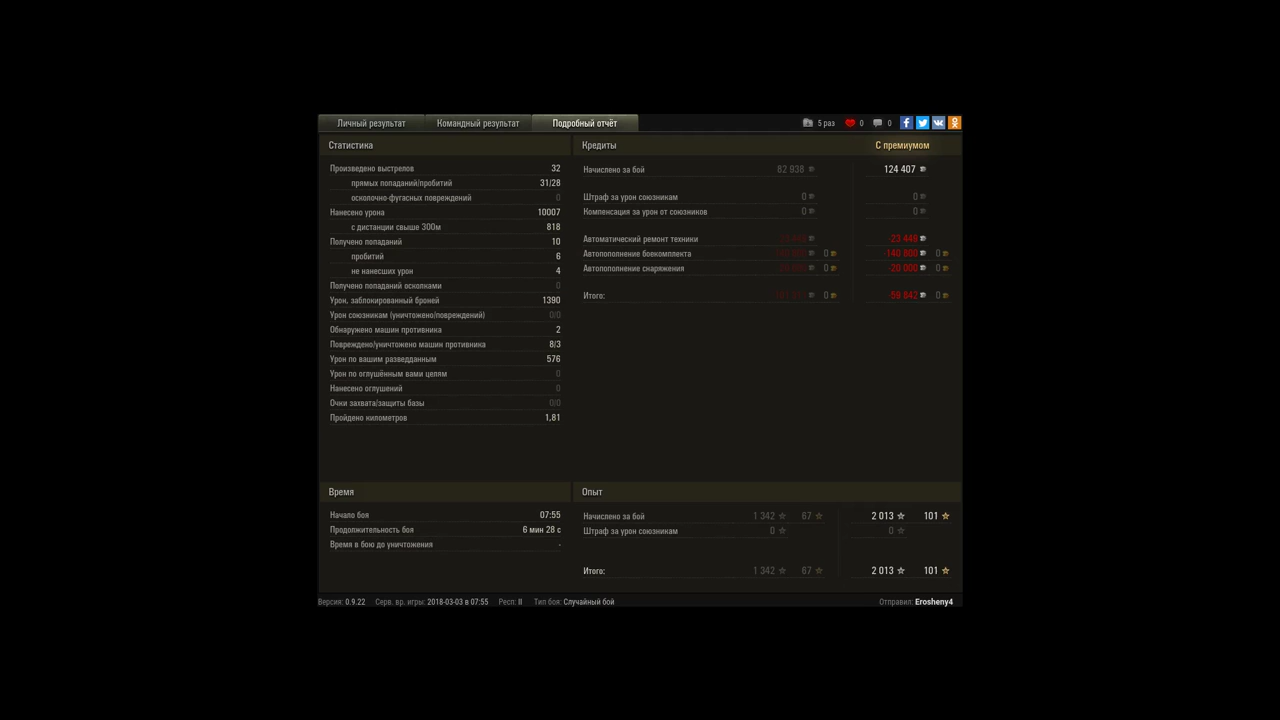 Личный результат Командный результат Подробный отчёт 5 раз 0 0
Статистика
Произведено выстрелов 32
прямых попаданий/пробитий 31/28
осколочно-фугасных повреждений 0
Нанесено урона 10007
с дистанции свыше 300м 818
Получено попаданий 10
пробитий 6
не нанесших урон 4
Получено попаданий осколками 0
Урон, заблокированный броней 1390
Урон союзникам (уничтожено/повреждений) 0/0
Обнаружено машин противника 2
Повреждено/уничтожено машин противника 8/3
Урон по вашим разведданным 576
Урон по оглушённым вами целям 0
Нанесено оглушений 0
Очки захвата/защиты базы 0/0
Пройдено километров 1,81
Кредиты С премиумом
Начислено за бой 82 938 124 407
Штраф за урон союзникам 0 0
Компенсация за урон от союзников 0 0
Автоматический ремонт техники -23 449
Автопополнение боекомплекта 0 -140 800 0
Автопополнение снаряжения 0 -20 000 0
Итого: 0 -59 842 0
Время
Начало боя 07:55
Продолжительность боя 6 мин 28 с
Время в бою до уничтожения -
Опыт
Начислено за бой 1 342 67 2 013 101
Штраф за урон союзникам 0 0
Итого: 1 342 67 2 013 101
Версия: 0.9.22 Серв. вр. игры: 2018-03-03 в 07:55 Респ: II Тип боя: Случайный бой Отправил: Erosheny4